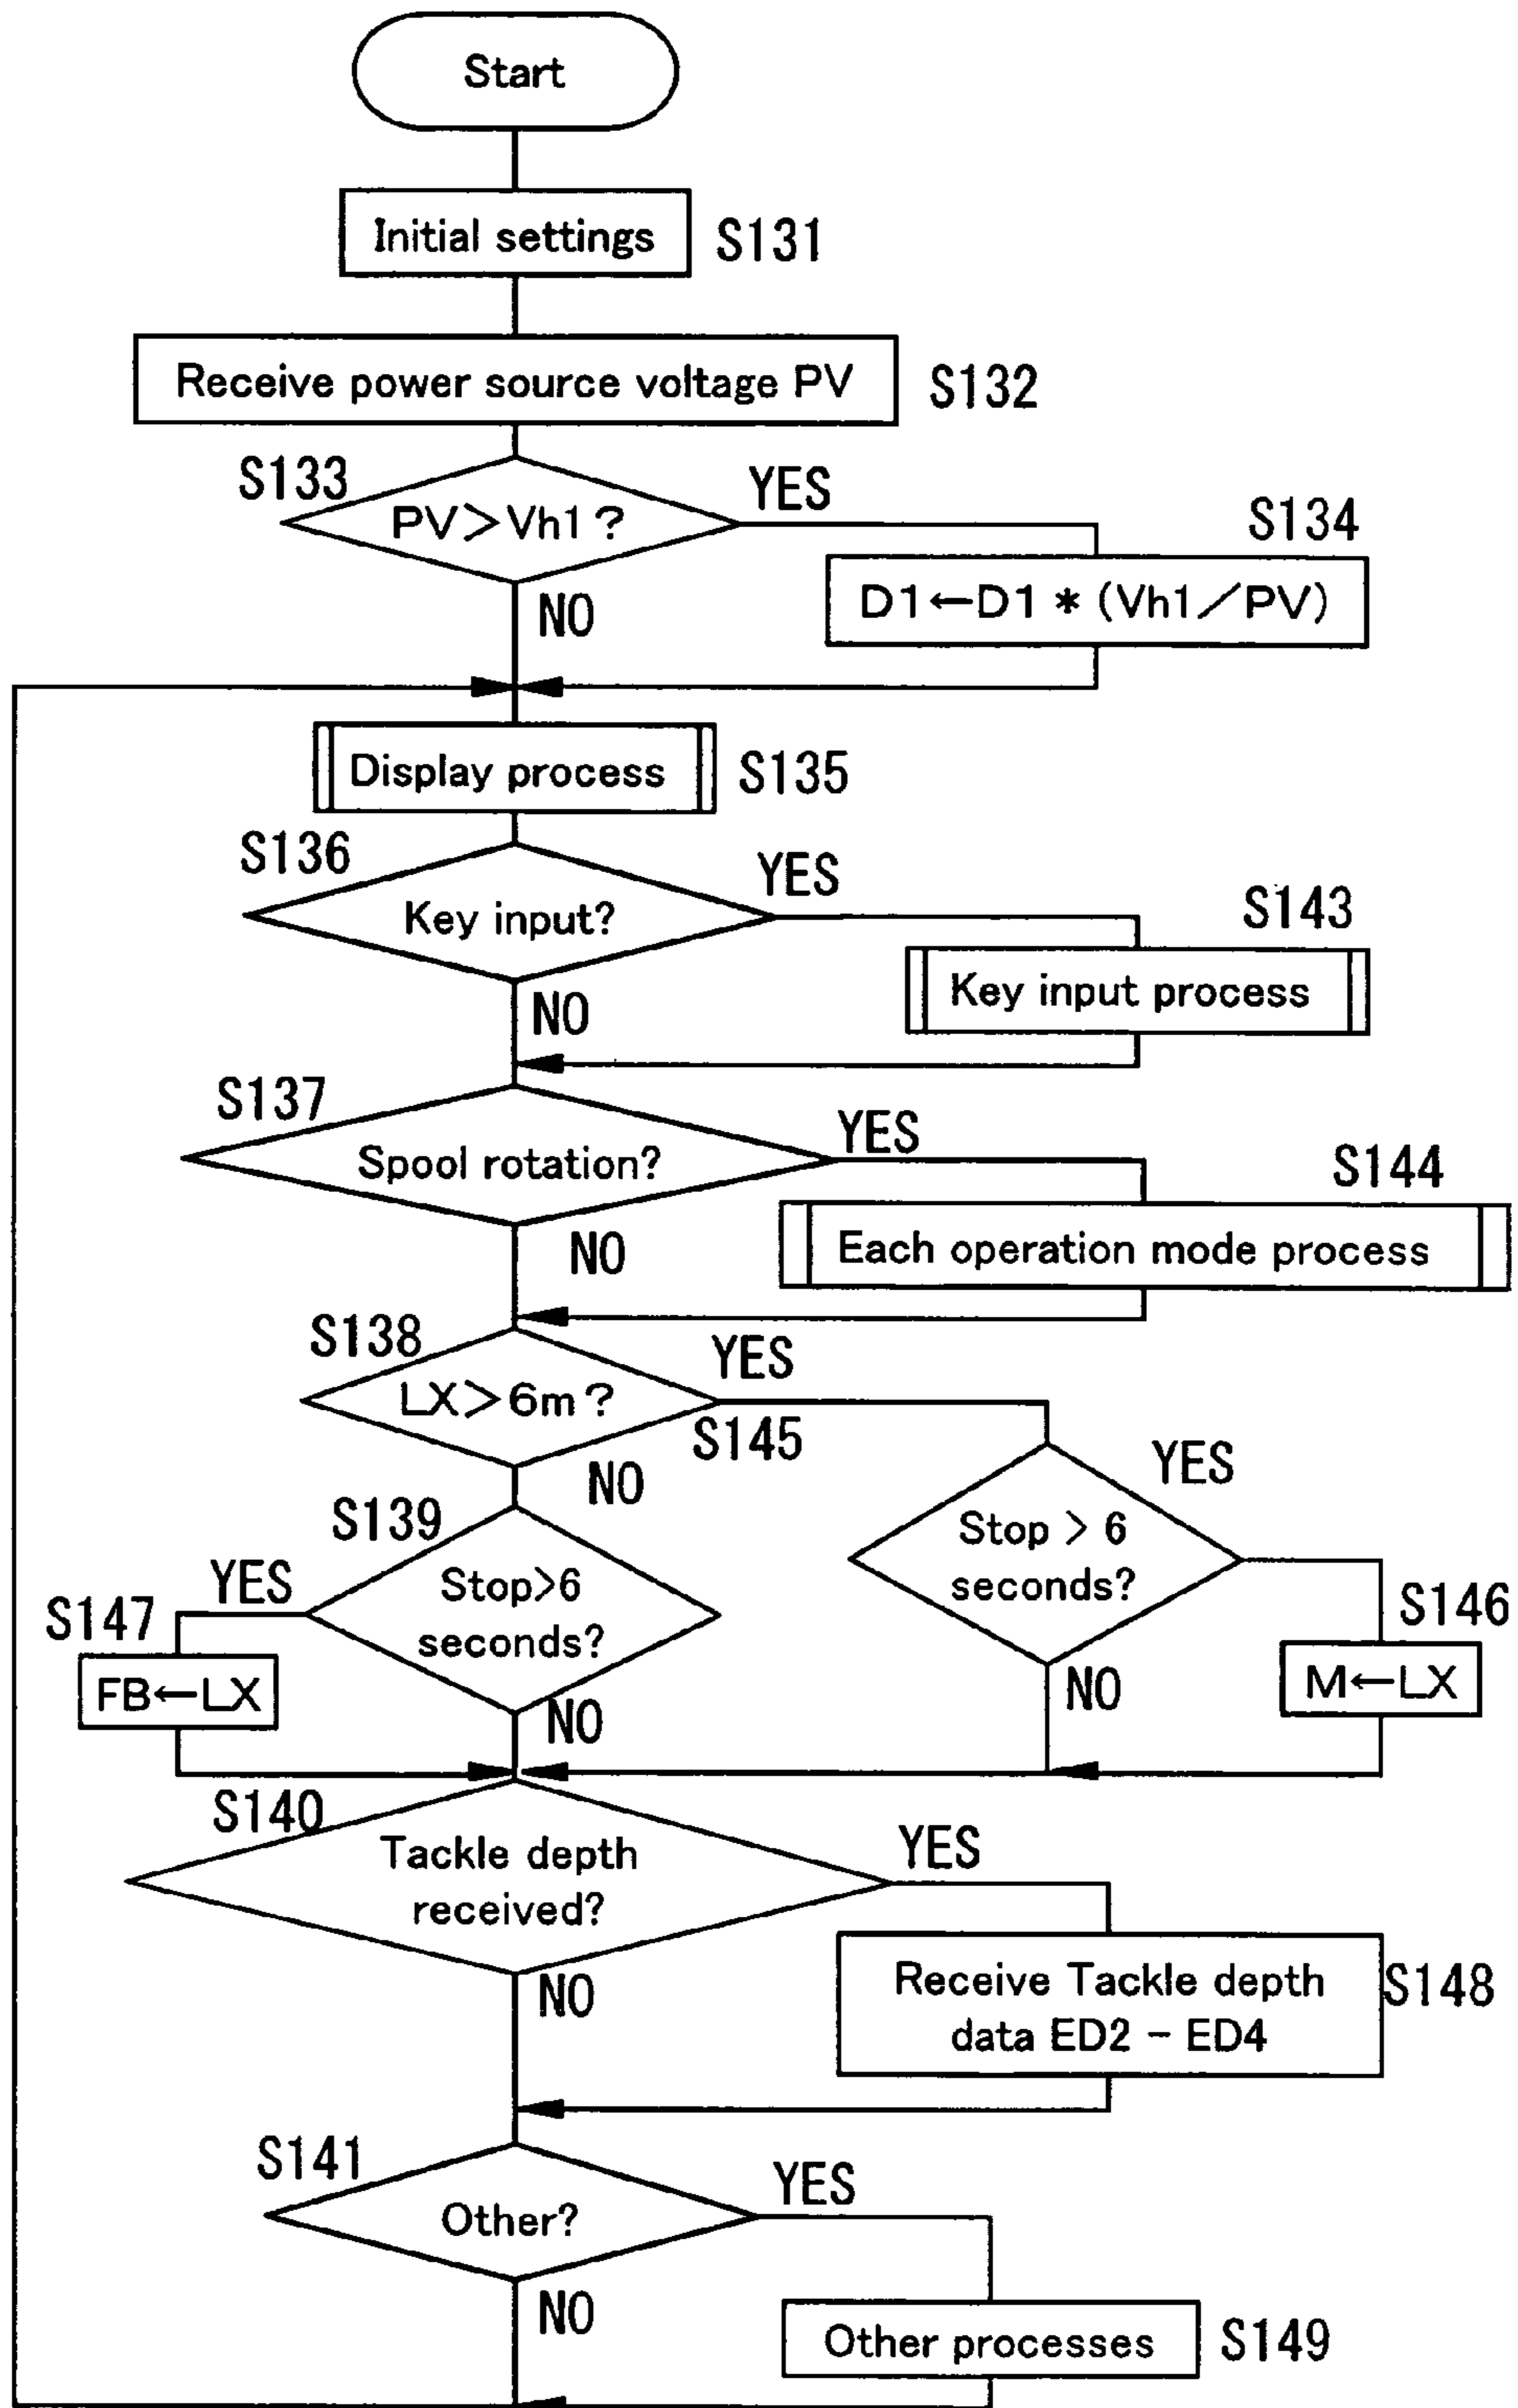 Start
Initial settings
S131
Receive power source voltage PV
S132
S133
PV>Vh1?
YES
NO
S134
D1←D1*(Vh1/PV)
Display process
S135
S136
Key input?
YES
NO
S143
Key input process
S137
Spool rotation?
YES
NO
S144
Each operation mode process
S138
LX>6m?
YES
NO
S145
Stop > 6
seconds?
YES
NO
S146
M←LX
S139
Stop>6
seconds?
YES
NO
S147
FB←LX
S140
Tackle depth
received?
YES
NO
Receive Tackle depth
data ED2 - ED4
S148
S141
Other?
YES
NO
Other processes
S149